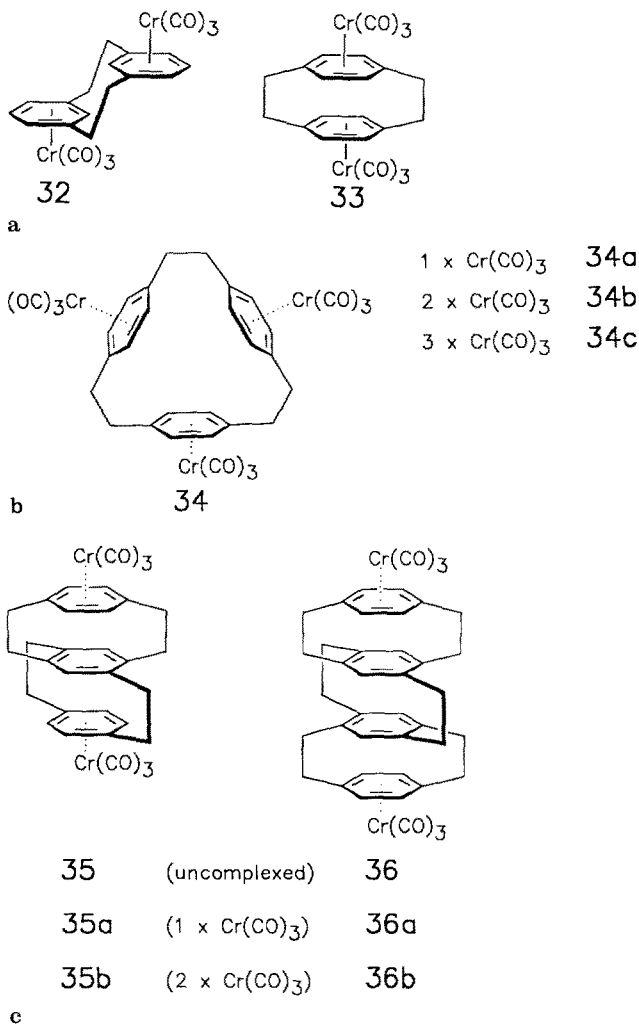 Cr(CO)3
Cr(CO)3
Cr(CO)3
Cr(CO)3
32
33
a
(OC)3Cr
Cr(CO)3
Cr(CO)3
34
1 x Cr(CO)3 34a
2 x Cr(CO)3 34b
3 x Cr(CO)3 34c
b
Cr(CO)3
Cr(CO)3
Cr(CO)3
Cr(CO)3
35 (uncomplexed) 36
35a (1 x Cr(CO)3) 36a
35b (2 x Cr(CO)3) 36b
c